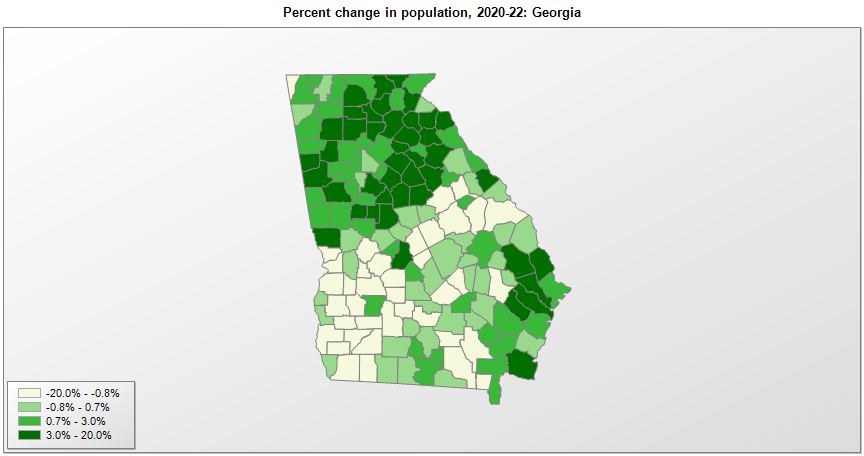 Percent change in population, 2020-22: Georgia
-20.0% - -0.8%
-0.8% - 0.7%
0.7% - 3.0%
3.0% - 20.0%